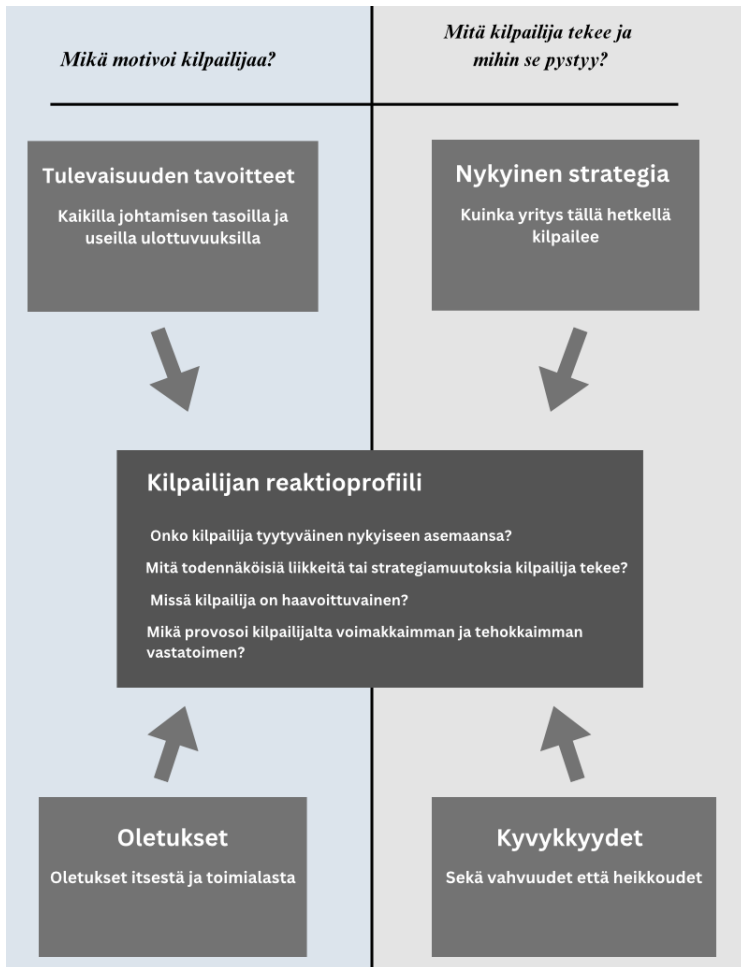 Mikä motivoi kilpailijaa?
Mitä kilpailija tekee ja
mihin se pystyy?
Tulevaisuuden tavoitteet
Kaikilla johtamisen tasoilla ja
useilla ulottuvuuksilla
Nykyinen strategia
Kuinka yritys tällä hetkellä
kilpailee
Kilpailijan reaktioprofiili
Onko kilpailija tyytyväinen nykyiseen asemaansa?
Mitä todennäköisiä liikkeitä tai strategiamuutoksia kilpailija tekee?
Missä kilpailija on haavoittuvainen?
Mikä provosoi kilpailijalta voimakkaimman ja tehokkaimman
vastatoimen?
Oletukset
Oletukset itsestä ja toimialasta
Kyvykkyydet
Sekä vahvuudet että heikkoudet